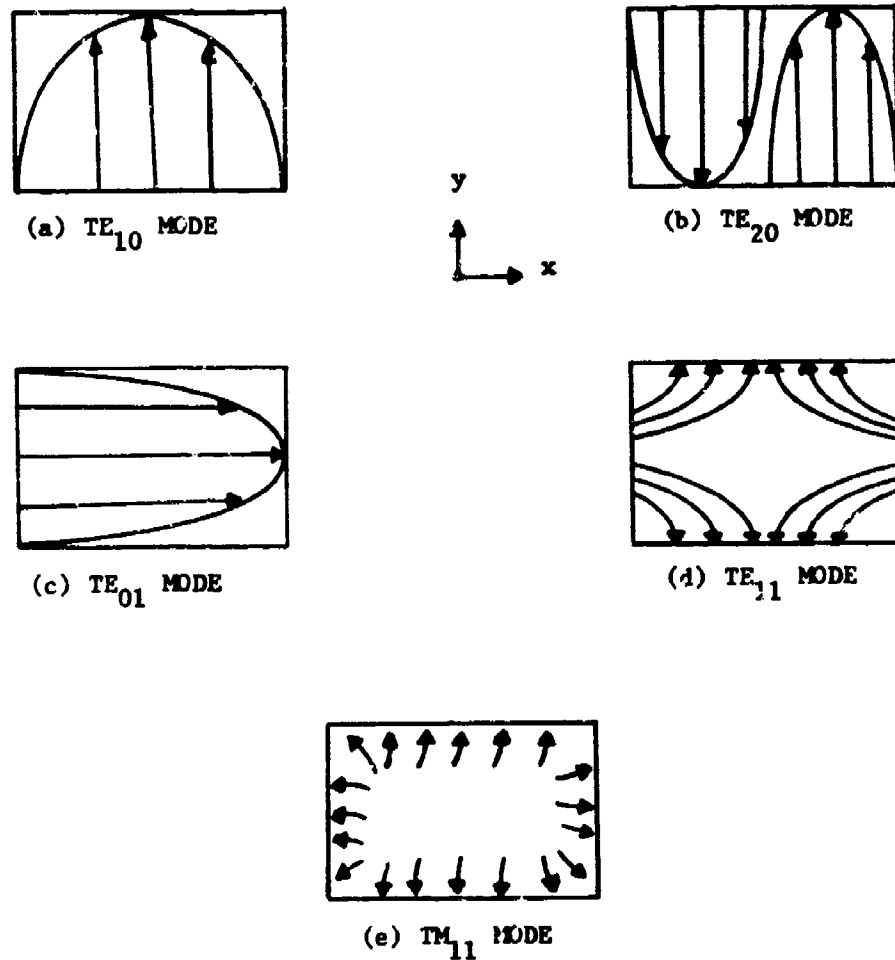 (a) TE10 MODE
(b) TE20 MODE
y
x
(c) TE01 MODE
(d) TE11 MODE
(e) TM11 MODE